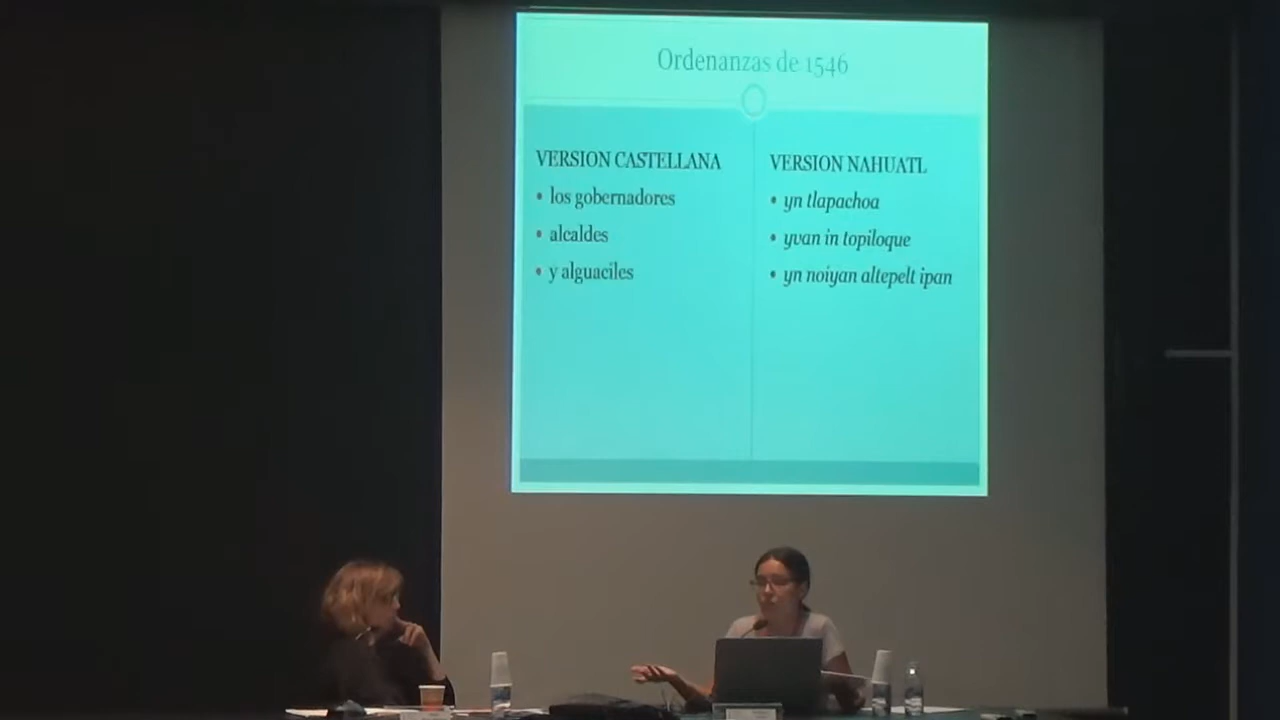 Ordenanzas de 1546
VERSION CASTELLANA
• los gobernadores
• alcaldes
• y alguaciles
VERSION NAHUATL
• yn tlapachoa
• yvan in topiloque
• yn noiyan altepelt ipan